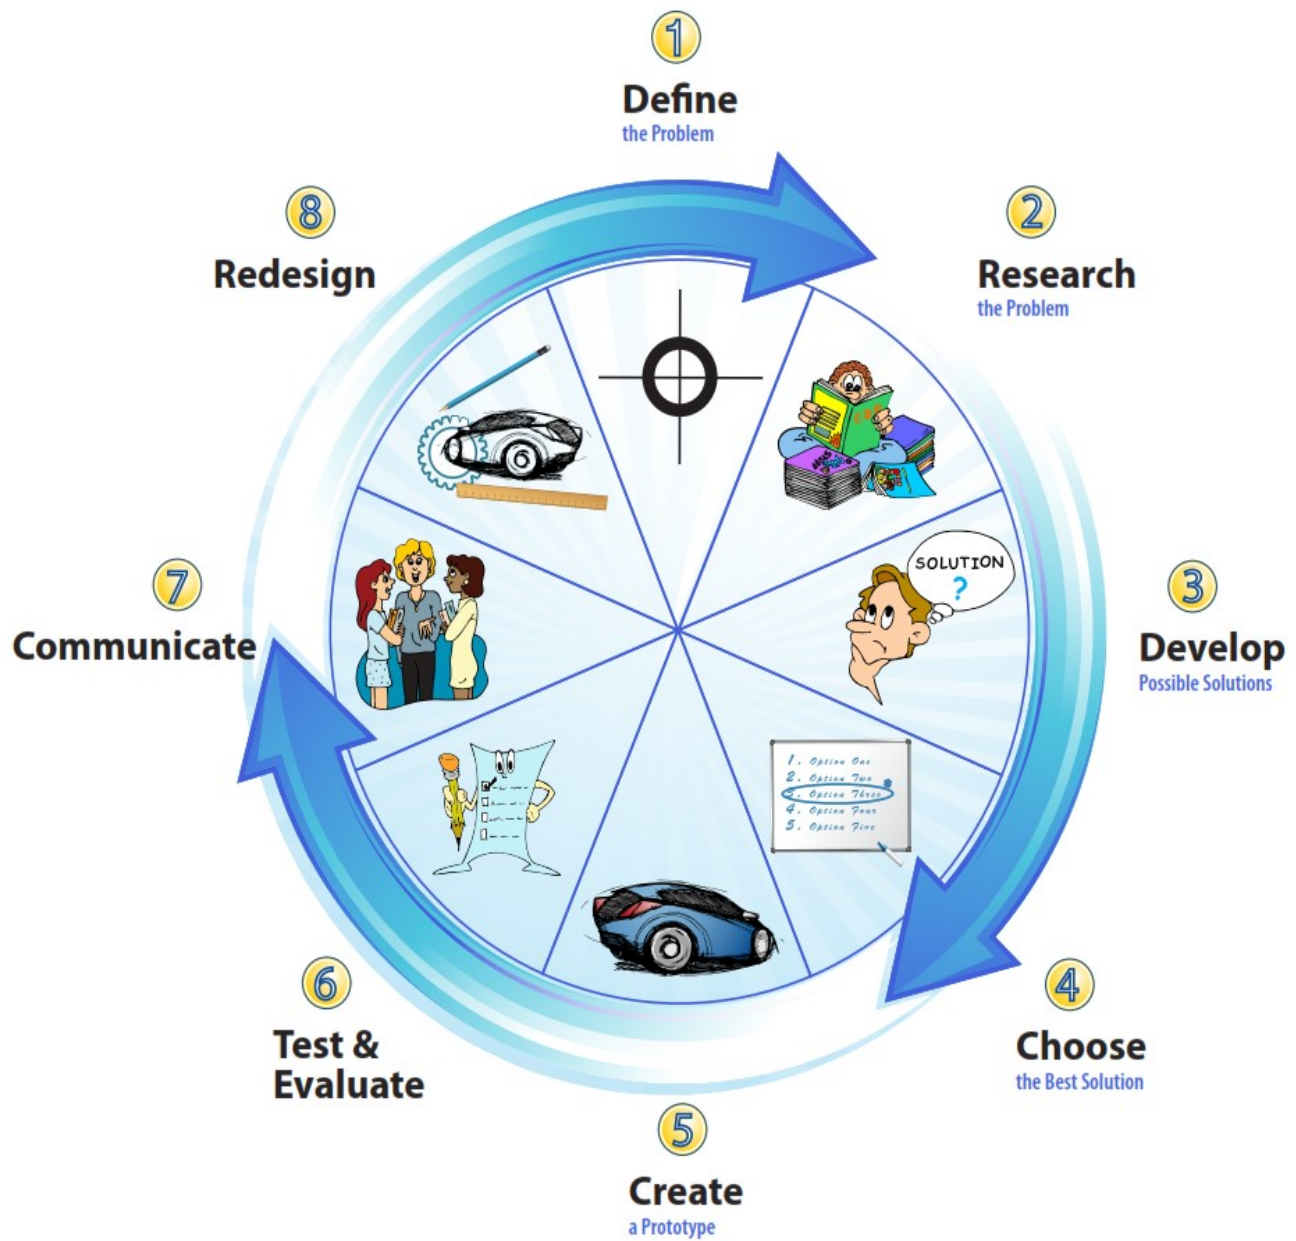 1
Define
the Problem
2
Research
the Problem
3
Develop
Possible Solutions
4
Choose
the Best Solution
5
Create
a Prototype
6
Test &
Evaluate
7
Communicate
8
Redesign
SOLUTION
?
1. Option One
2. Option Two
3. Option Three
4. Option Four
5. Option Five